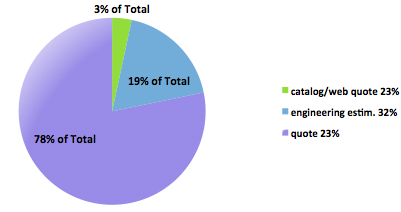 3% of Total
19% of Total
78% of Total
catalog/web quote 23%
engineering estim. 32%
quote 23%